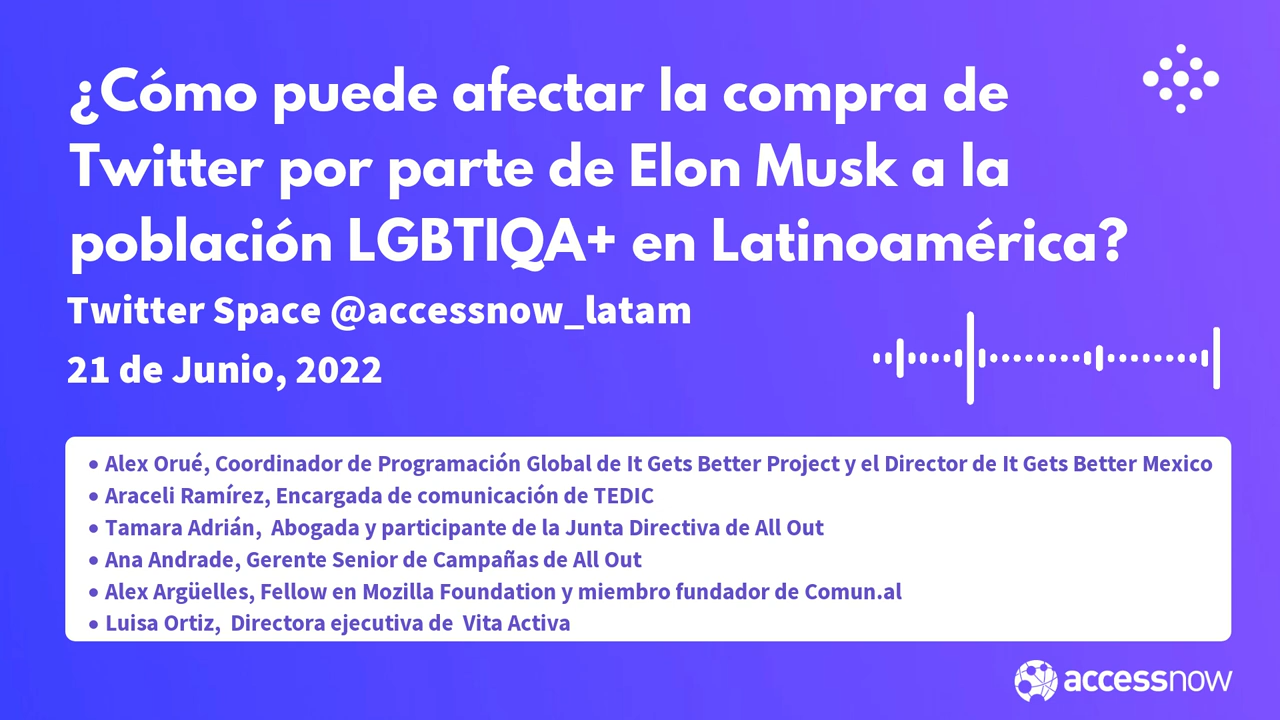 ¿Cómo puede afectar la compra de
Twitter por parte de Elon Musk a la
población LGBTIQA+ en Latinoamérica?
Twitter Space @accessnow_latam
21 de Junio, 2022
• Alex Orué, Coordinador de Programación Global de It Gets Better Project y el Director de It Gets Better Mexico
• Araceli Ramírez, Encargada de comunicación de TEDIC
• Tamara Adrián,  Abogada y participante de la Junta Directiva de All Out
• Ana Andrade, Gerente Senior de Campañas de All Out
• Alex Argüelles, Fellow en Mozilla Foundation y miembro fundador de Comun.al
• Luisa Ortiz,  Directora ejecutiva de  Vita Activa
accessnow